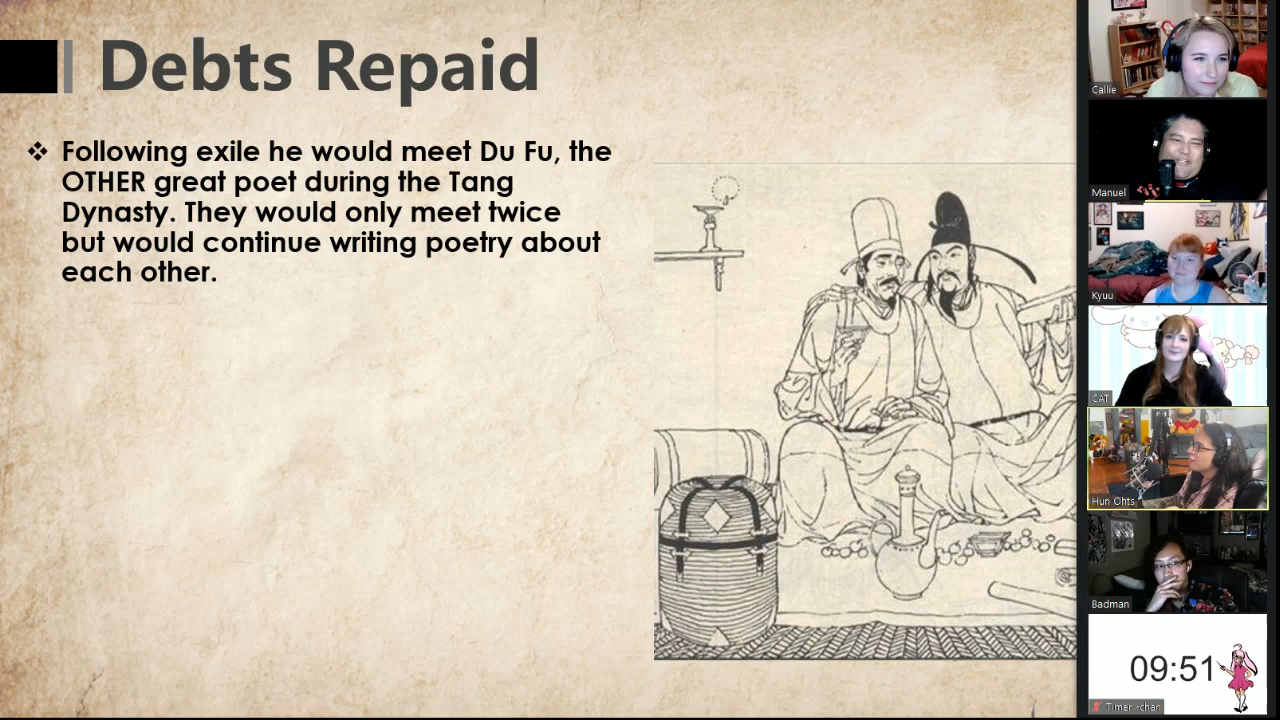 Debts Repaid
❖ Following exile he would meet Du Fu, the
OTHER great poet during the Tang
Dynasty. They would only meet twice
but would continue writing poetry about
each other.
Callie
Manuel
Kyuu
CAT
Hun Ohts
Badman
09:51
Timer -chan